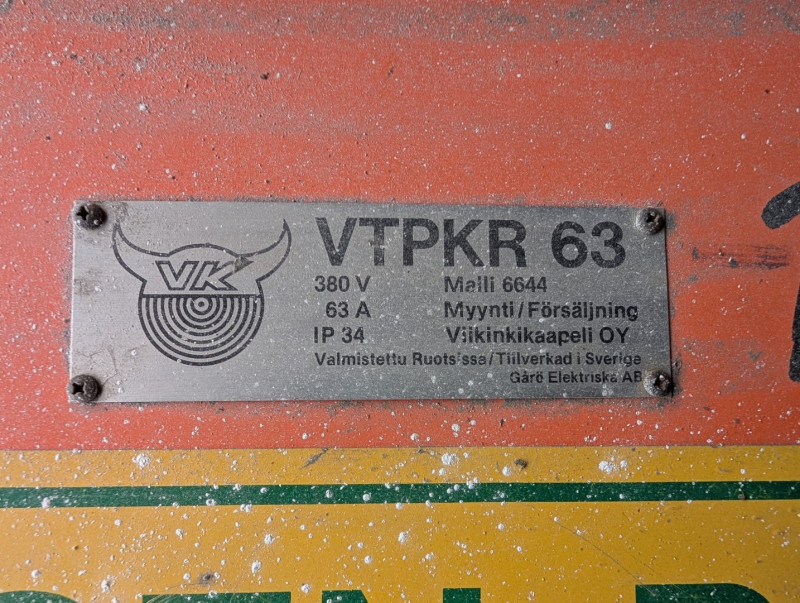 VK
VTPKR 63
380 V Malli 6644
63 A Myynti/Försäljning
IP 34 Viikinkikaapeli OY
Valmistettu Ruotsissa/Tillverkad i Sverige
Gårö Elektriska AB